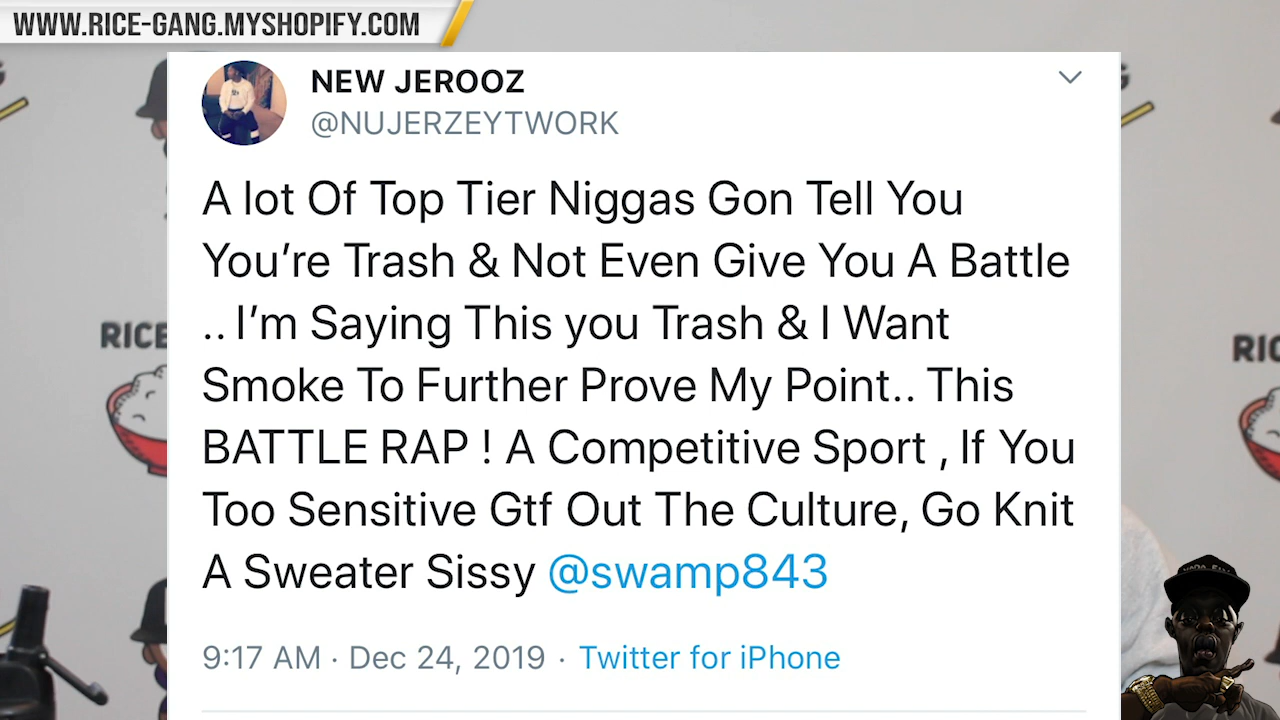 WWW.RICE-GANG.MYSHOPIFY.COM
NEW JEROOZ
@NUJERZEYTWORK
A lot Of Top Tier Niggas Gon Tell You
You’re Trash & Not Even Give You A Battle
.. I’m Saying This you Trash & I Want
Smoke To Further Prove My Point.. This
BATTLE RAP ! A Competitive Sport , If You
Too Sensitive Gtf Out The Culture, Go Knit
A Sweater Sissy @swamp843
9:17 AM · Dec 24, 2019 · Twitter for iPhone
RICE
RIC